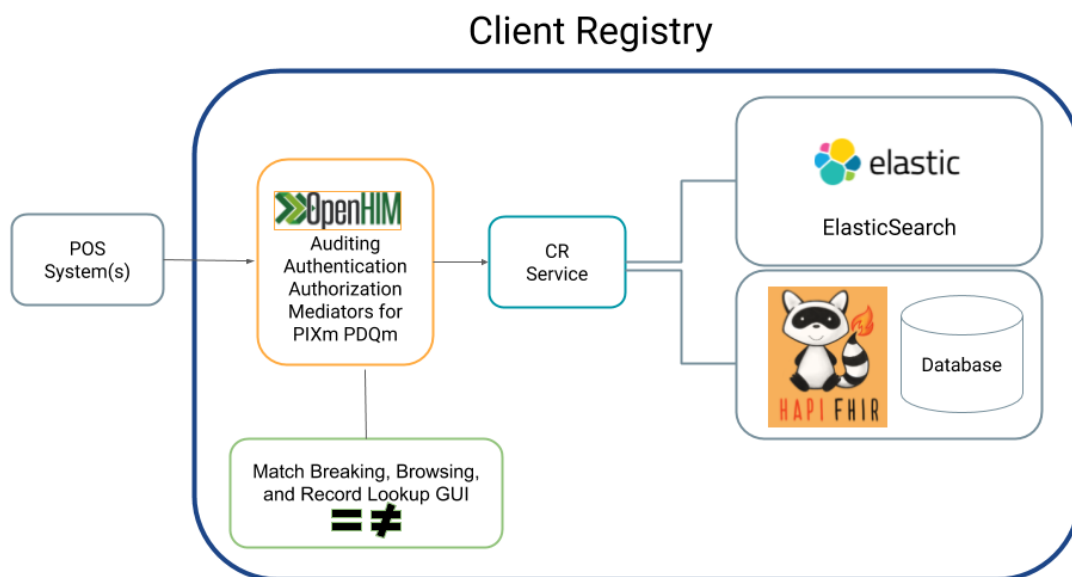 Client Registry
POS
System(s)
OpenHIM
Auditing
Authentication
Authorization
Mediators for
PIXm PDQm
CR
Service
elastic
ElasticSearch
HAPI FHIR
Database
Match Breaking, Browsing,
and Record Lookup GUI
= ≠